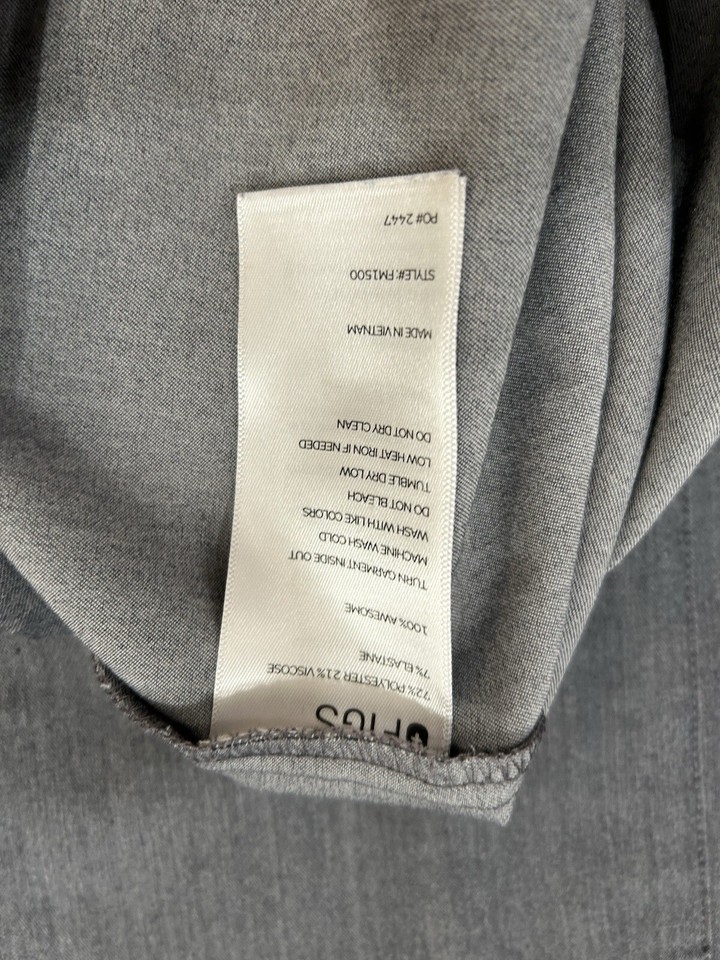 FIGS
72% POLYESTER 21% VISCOSE
7% ELASTANE
100% AWESOME
TURN GARMENT INSIDE OUT
MACHINE WASH COLD
WASH WITH LIKE COLORS
DO NOT BLEACH
TUMBLE DRY LOW
LOW HEAT IRON IF NEEDED
DO NOT DRY CLEAN
MADE IN VIETNAM
STYLE#: FM1500
PO# 2447